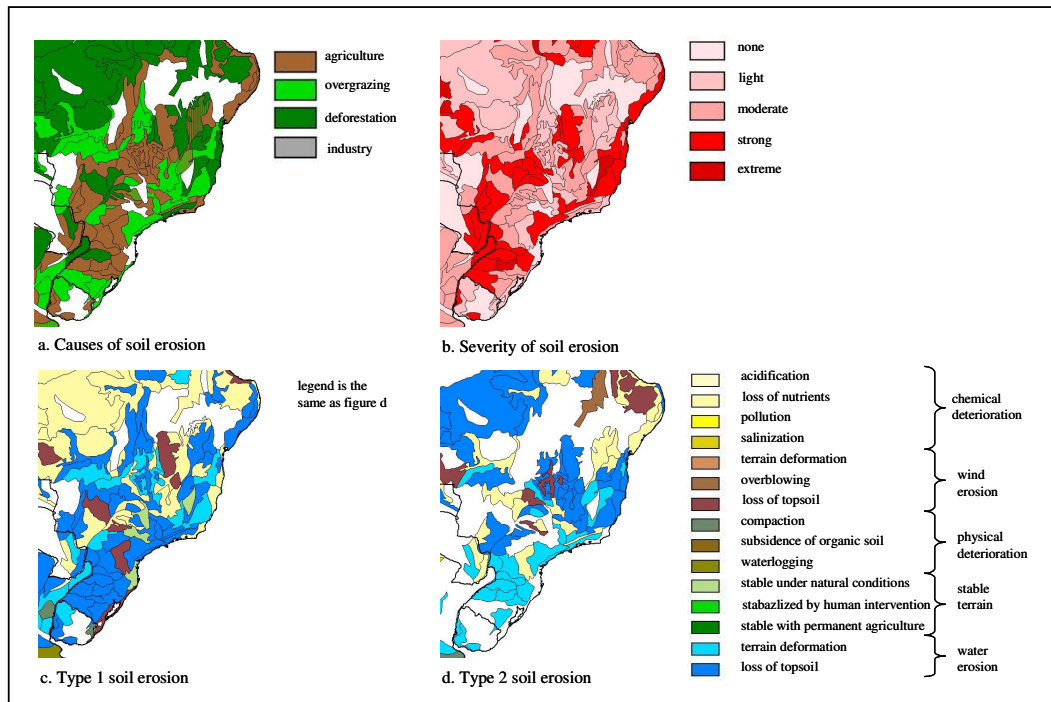 agriculture
overgrazing
deforestation
industry
a. Causes of soil erosion
none
light
moderate
strong
extreme
b. Severity of soil erosion
legend is the
same as figure d
c. Type 1 soil erosion
d. Type 2 soil erosion
acidification
loss of nutrients
pollution
salinization
terrain deformation
overblowing
loss of topsoil
compaction
subsidence of organic soil
waterlogging
stable under natural conditions
stabazlized by human intervention
stable with permanent agriculture
terrain deformation
loss of topsoil
chemical
deterioration
wind
erosion
physical
deterioration
stable
terrain
water
erosion